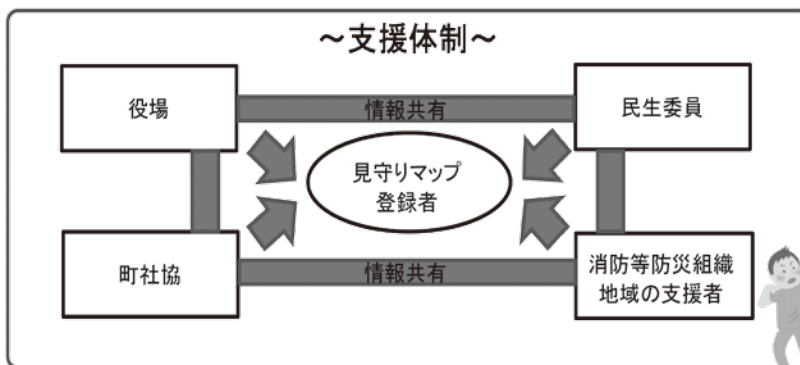 ～支援体制～
役場
情報共有
民生委員
見守りマップ
登録者
町社協
情報共有
消防等防災組織
地域の支援者